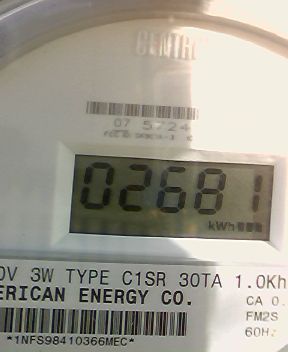 CENTRO
07 5724
02681
kWh
0V 3W TYPE C1SR 30TA 1.0Kh
ERICAN ENERGY CO.
CA 0.
FM2S
60Hz
*1NFS98410366MEC*